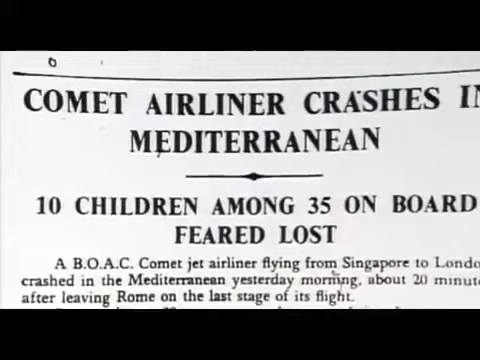 COMET AIRLINER CRASHES IN
MEDITERRANEAN
10 CHILDREN AMONG 35 ON BOARD
FEARED LOST
A B.O.A.C. Comet jet airliner flying from Singapore to Londo
crashed in the Mediterranean yesterday morning, about 20 minute
after leaving Rome on the last stage of its flight.